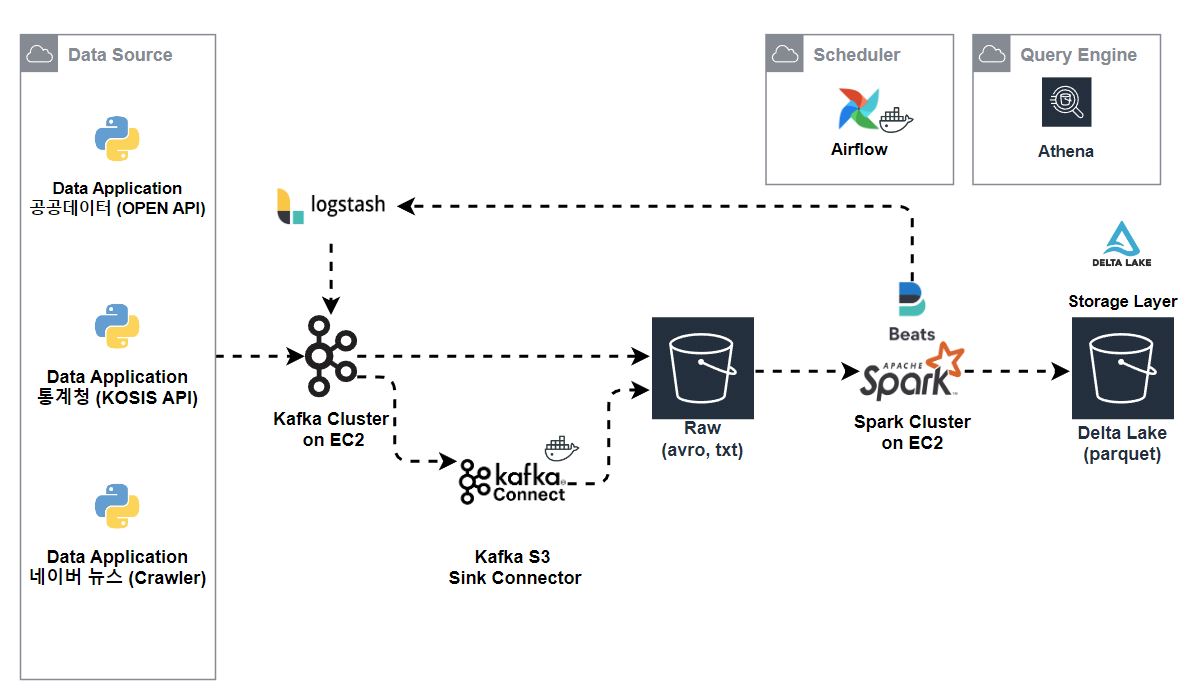 Data Source
Data Application
공공데이터 (OPEN API)
Data Application
통계청 (KOSIS API)
Data Application
네이버 뉴스 (Crawler)
logstash
Kafka Cluster
on EC2
kafka
Connect
Kafka S3
Sink Connector
Raw
(avro, txt)
Scheduler
Airflow
Query Engine
Athena
Beats
APACHE
Spark
Spark Cluster
on EC2
DELTA LAKE
Storage Layer
Delta Lake
(parquet)